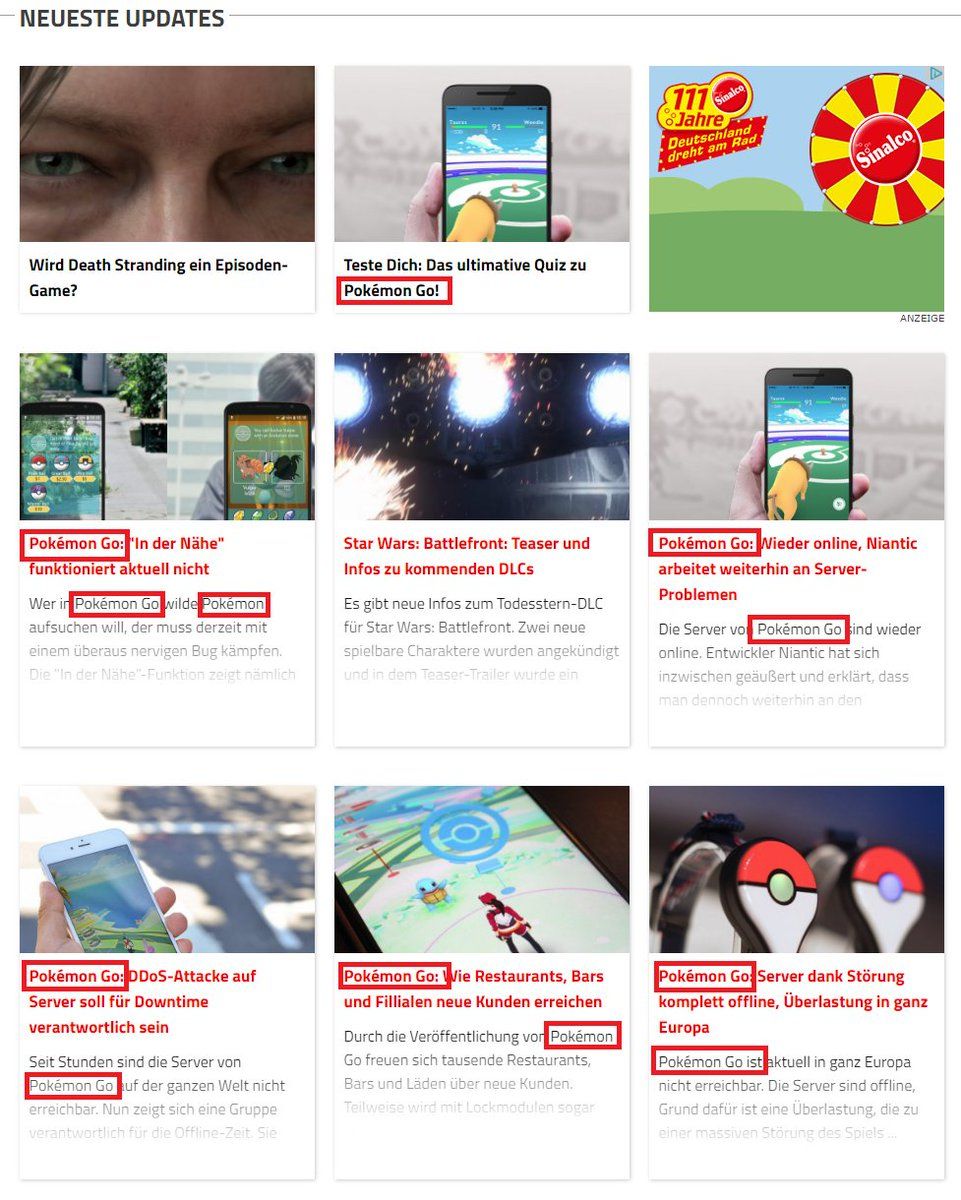 NEUESTE UPDATES
Taurus
91
Weedle
111
Jahre
Sinalco
Deutschland
dreht am Rad
Sinalco
Wird Death Stranding ein Episoden-
Game?
Teste Dich: Das ultimative Quiz zu
Pokémon Go!
ANZEIGE
91
Pokémon Go: "In der Nähe"
funktioniert aktuell nicht
Wer in Pokémon Go wilde Pokémon
aufsuchen will, der muss derzeit mit
einem überaus nervigen Bug kämpfen.
Die "In der Nähe"-Funktion zeigt nämlich
Star Wars: Battlefront: Teaser und
Infos zu kommenden DLCs
Es gibt neue Infos zum Todesstern-DLC
für Star Wars: Battlefront. Zwei neue
spielbare Charaktere wurden angekündigt
und in dem Teaser-Trailer wurde ein
Pokémon Go: Wieder online, Niantic
arbeitet weiterhin an Server-
Problemen
Die Server von Pokémon Go sind wieder
online. Entwickler Niantic hat sich
inzwischen geäußert und erklärt, dass
man dennoch weiterhin an den
Pokémon Go: DDoS-Attacke auf
Server soll für Downtime
verantwortlich sein
Seit Stunden sind die Server von
Pokémon Go auf der ganzen Welt nicht
erreichbar. Nun zeigt sich eine Gruppe
verantwortlich für die Offline-Zeit. Sie
Pokémon Go: Wie Restaurants, Bars
und Fillialen neue Kunden erreichen
Durch die Veröffentlichung von Pokémon
Go freuen sich tausende Restaurants,
Bars und Läden über neue Kunden.
Teilweise wird mit Lockmodulen sogar
Pokémon Go: Server dank Störung
komplett offline, Überlastung in ganz
Europa
Pokémon Go ist aktuell in ganz Europa
nicht erreichbar. Die Server sind offline,
Grund dafür ist eine Überlastung, die zu
einer massiven Störung des Spiels ...